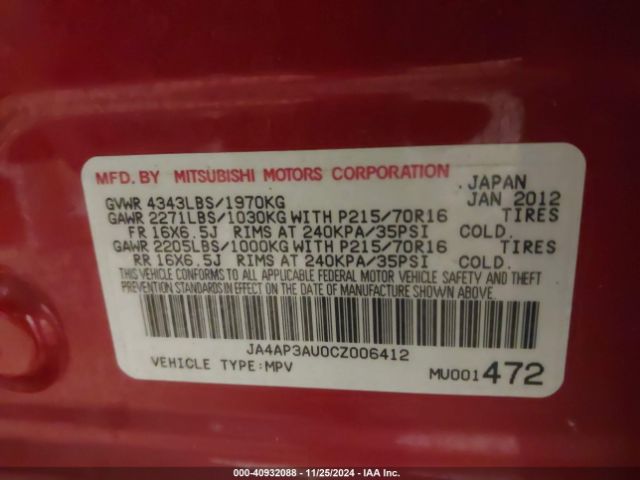 MFD. BY MITSUBISHI MOTORS CORPORATION . JAPAN
GVWR 4343LBS/1970KG JAN 2012
GAWR 2271LBS/1030KG WITH P215/70R16 TIRES
FR 16X6.5J RIMS AT 240KPA/35PSI COLD.
GAWR 2205LBS/1000KG WITH P215/70R16 TIRES
RR 16X6.5J RIMS AT 240KPA/35PSI COLD.
THIS VEHICLE CONFORMS TO ALL APPLICABLE FEDERAL MOTOR VEHICLE SAFETY AND THEFT
PREVENTION STANDARDS IN EFFECT ON THE DATE OF MANUFACTURE SHOWN ABOVE.
JA4AP3AU0CZ006412
VEHICLE TYPE:MPV MU001472
© IAA 40932088 - 11/25/2024 - IAAI.COM